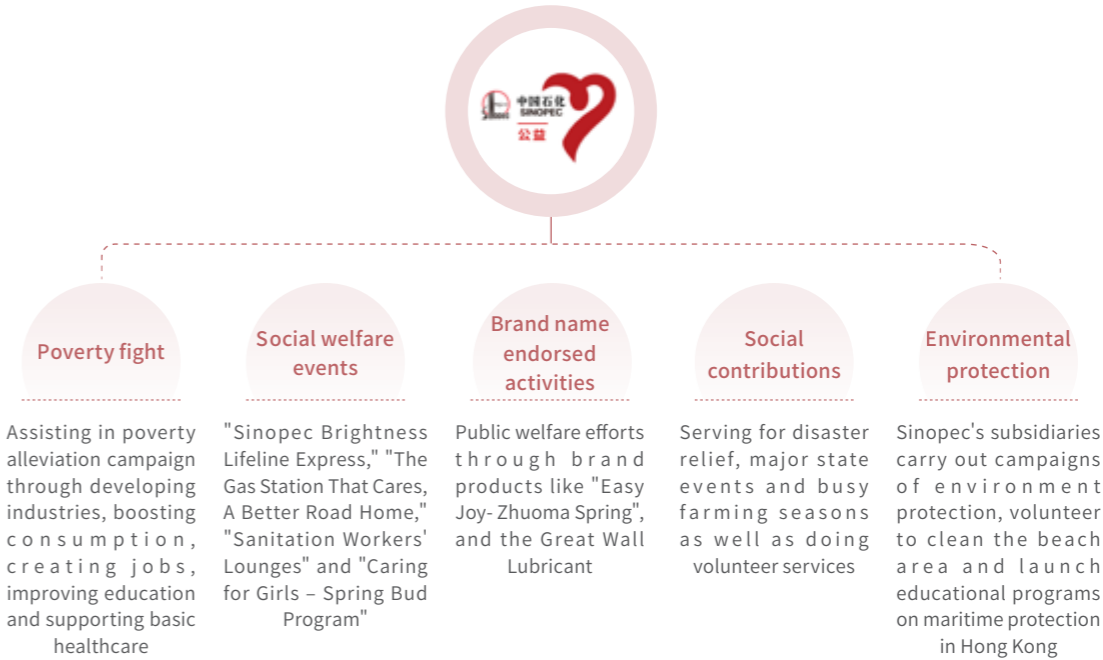 中国石化
SINOPEC
公益
Poverty fight
Assisting in poverty
alleviation campaign
through developing
industries, boosting
consumption,
creating jobs,
improving education
and supporting basic
healthcare
Social welfare
events
"Sinopec Brightness
Lifeline Express," "The
Gas Station That Cares,
A Better Road Home,"
"Sanitation Workers'
Lounges" and "Caring
for Girls – Spring Bud
Program"
Brand name
endorsed
activities
Public welfare efforts
through brand
products like "Easy
Joy- Zhuoma Spring",
and the Great Wall
Lubricant
Social
contributions
Serving for disaster
relief, major state
events and busy
farming seasons
as well as doing
volunteer services
Environmental
protection
Sinopec's subsidiaries
carry out campaigns
of environment
protection, volunteer
to clean the beach
area and launch
educational programs
on maritime protection
in Hong Kong